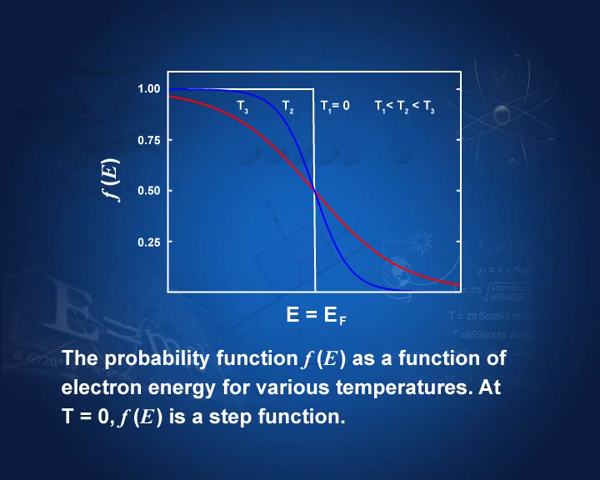 1.00
T3 T2 T1= 0 T1< T2 < T3
0.75
f (E)
0.50
0.25
E = EF
The probability function f (E) as a function of
electron energy for various temperatures. At
T = 0, f (E) is a step function.